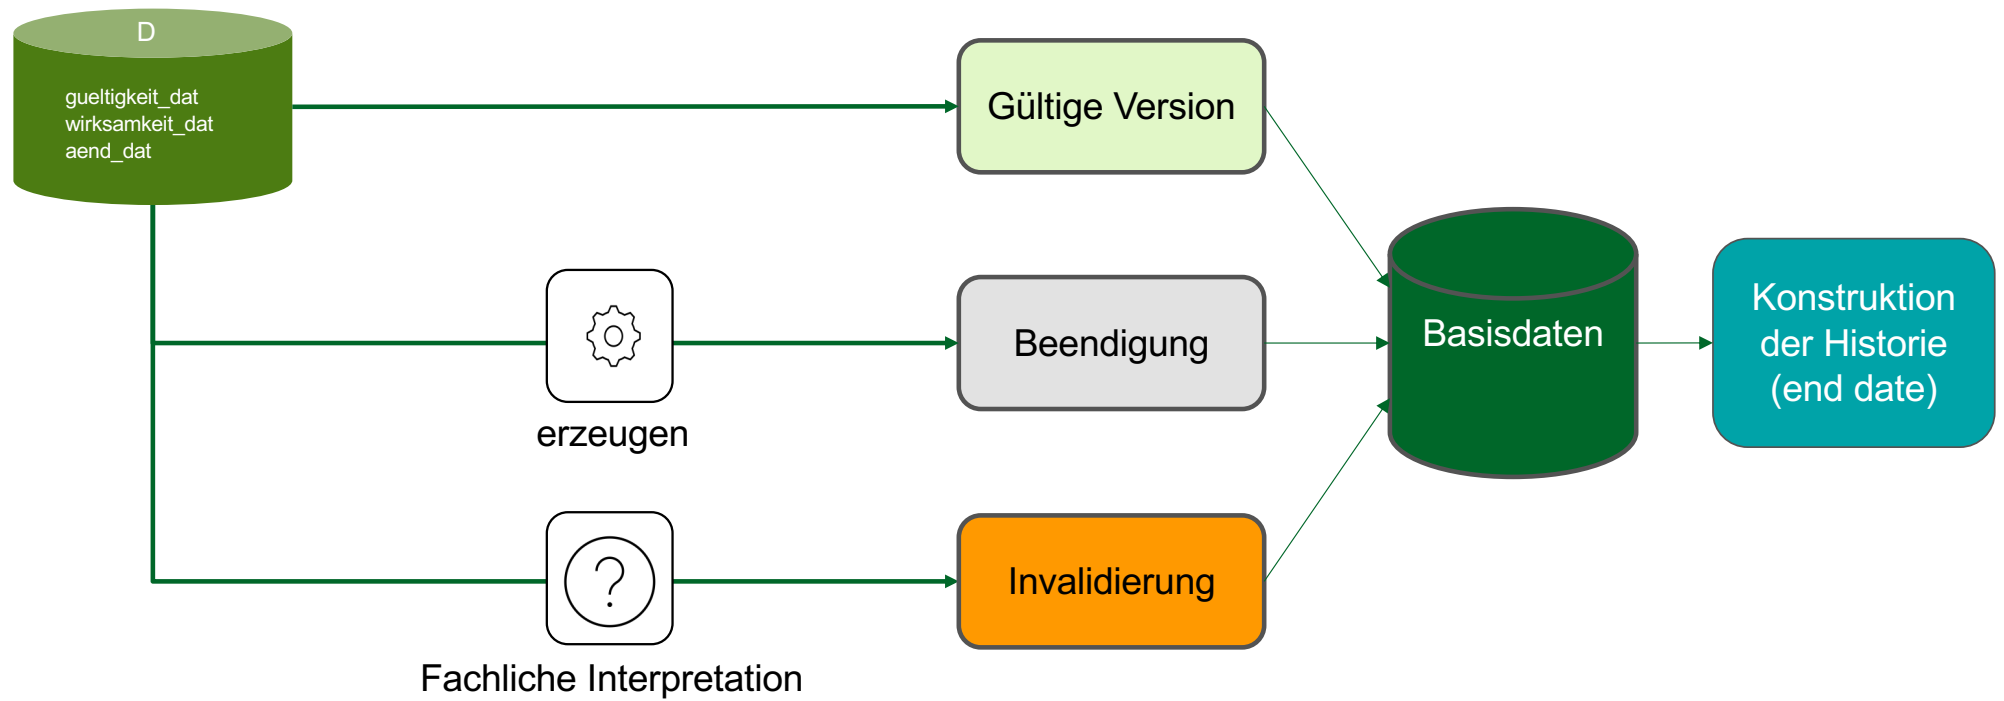 D
gueltigkeit_dat
wirksamkeit_dat
aend_dat
Gültige Version
erzeugen
Beendigung
?
Fachliche Interpretation
Invalidierung
Basisdaten
Konstruktion
der Historie
(end date)